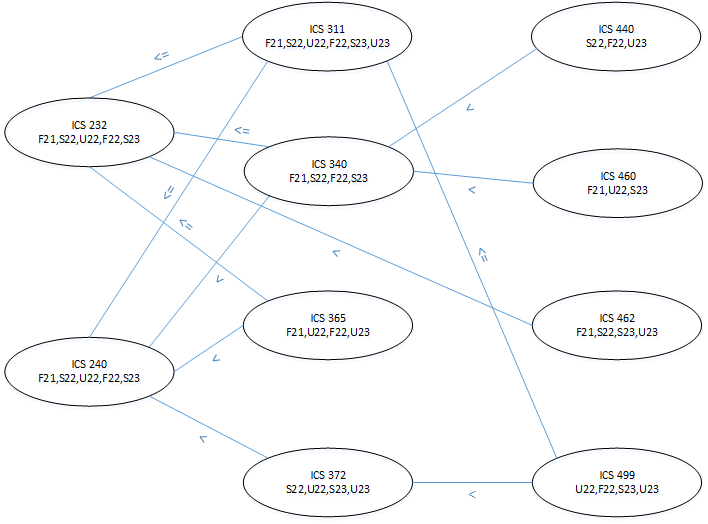 ICS 311
F21,S22,U22,F22,S23,U23
ICS 440
S22,F22,U23
<=
<
ICS 232
F21,S22,U22,F22,S23
<=
ICS 340
F21,S22,F22,S23
ICS 460
F21,U22,S23
<
<=
<=
<
<=
<
ICS 365
F21,U22,F22,U23
ICS 462
F21,S22,S23,U23
<
ICS 240
F21,S22,U22,F22,S23
<
ICS 372
S22,U22,S23,U23
ICS 499
U22,F22,S23,U23
<